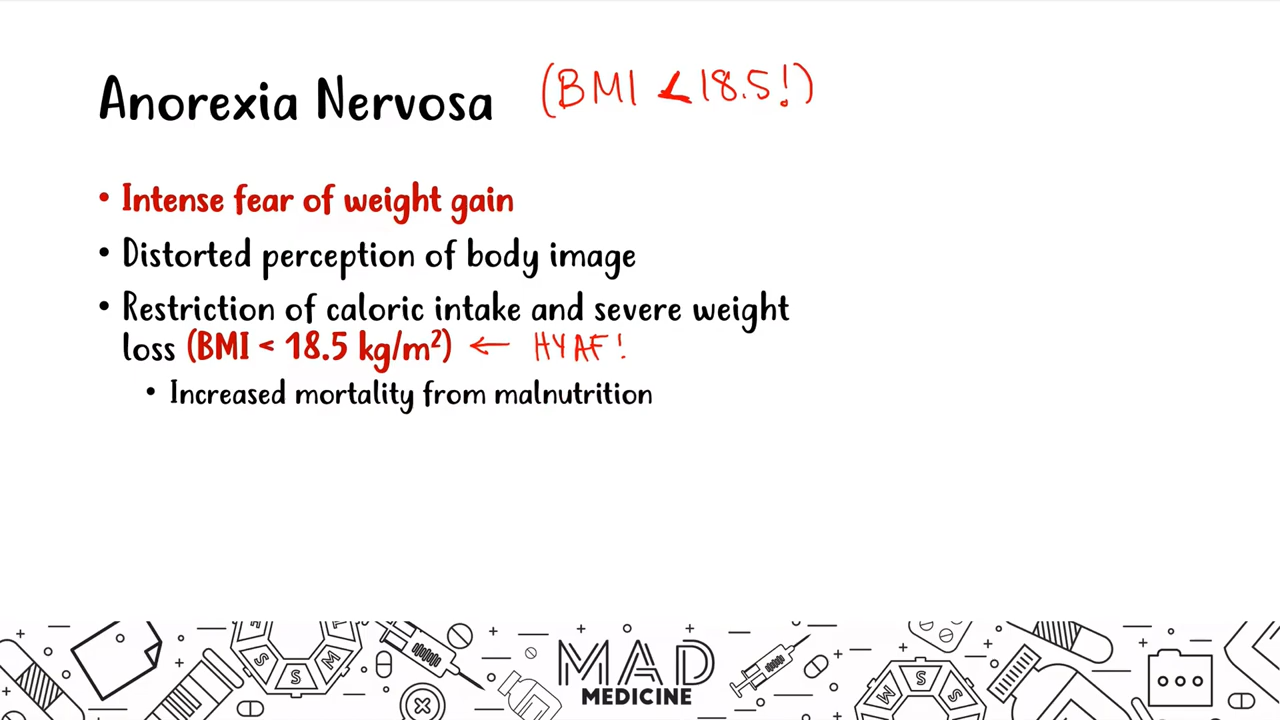 Anorexia Nervosa (BMI < 18.5!)
• Intense fear of weight gain
• Distorted perception of body image
• Restriction of caloric intake and severe weight
loss (BMI < 18.5 kg/m²) ← HYAF!
• Increased mortality from malnutrition
S S M
M S S
MAD
MEDICINE